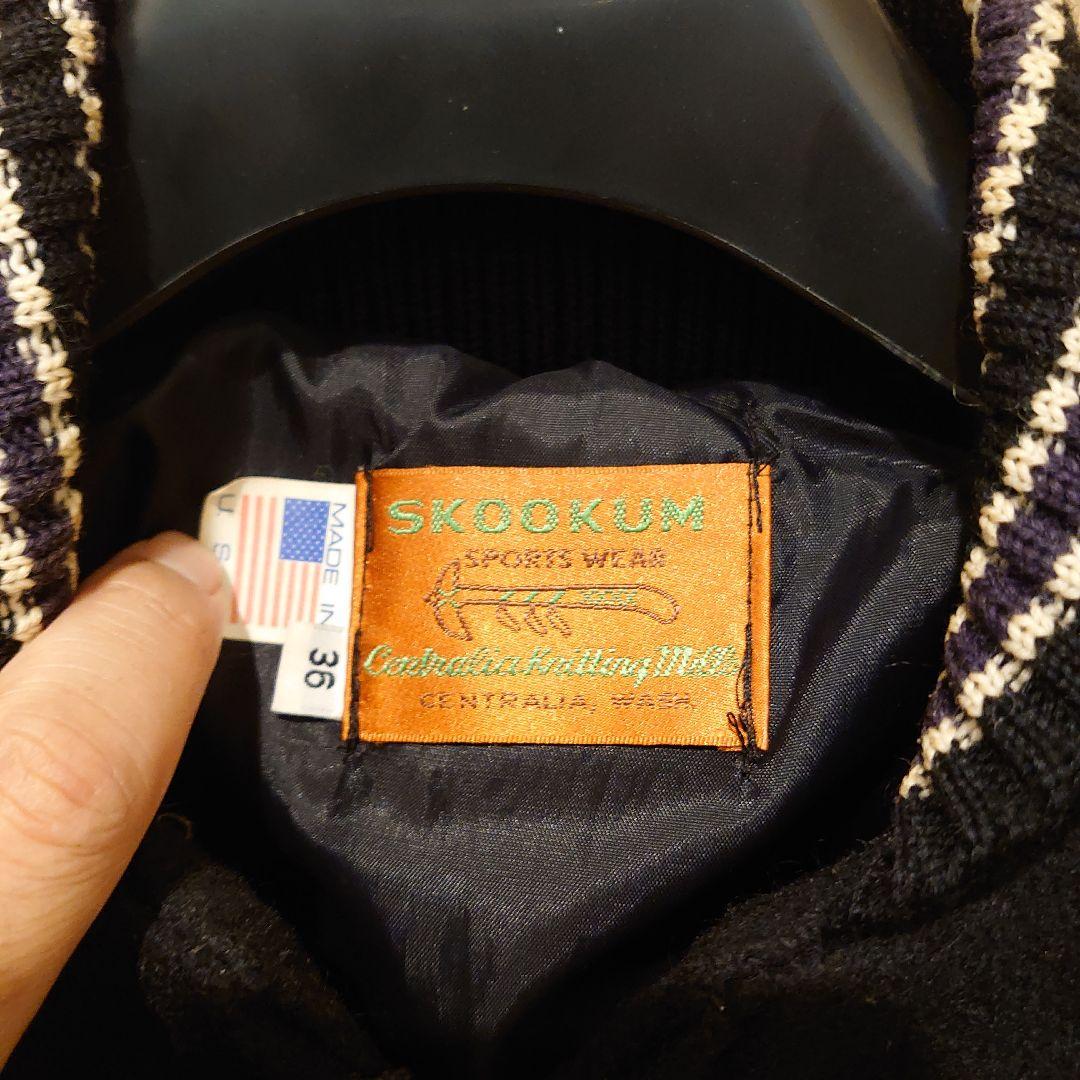 SKOOKUM
SPORTS WEAR
Centralia Knitting Mills
CENTRALIA, WASH.
MADE IN
U S
36